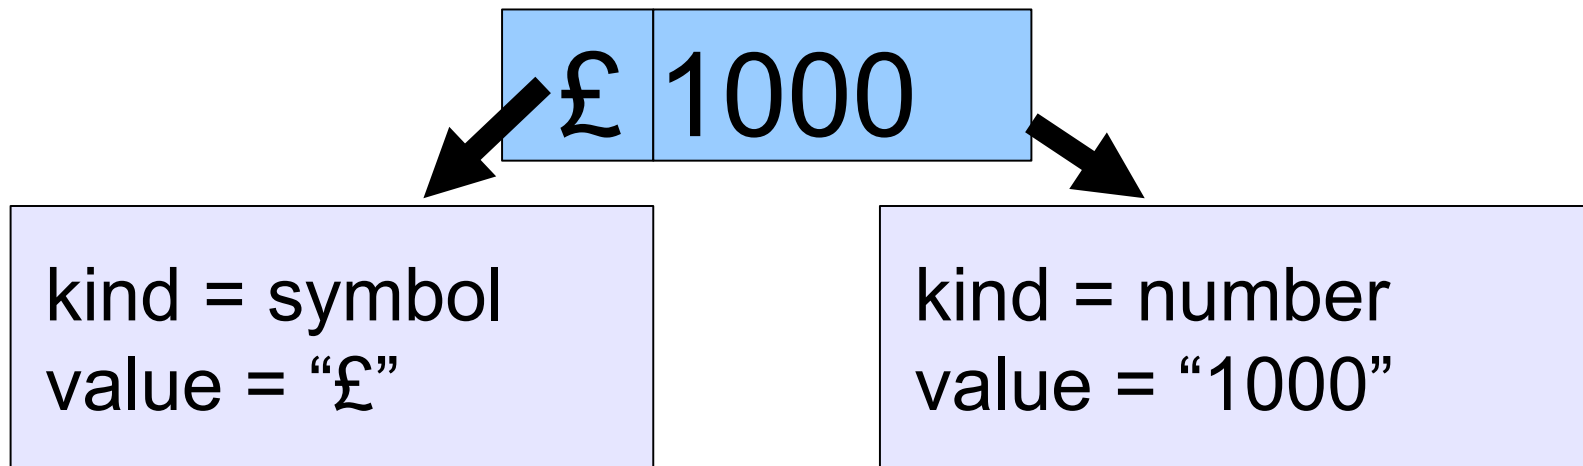 £ 1000
kind = symbol
value = “£”
kind = number
value = “1000”